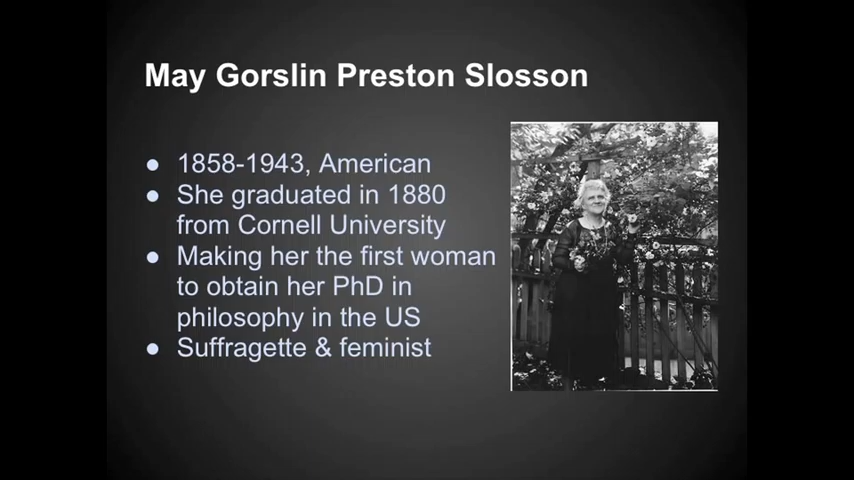 May Gorslin Preston Slosson
● 1858-1943, American
● She graduated in 1880
from Cornell University
● Making her the first woman
to obtain her PhD in
philosophy in the US
● Suffragette & feminist